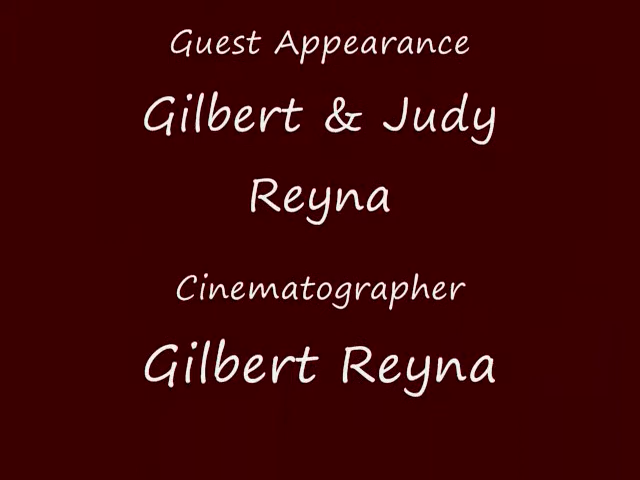 Guest Appearance
Gilbert & Judy
Reyna
Cinematographer
Gilbert Reyna